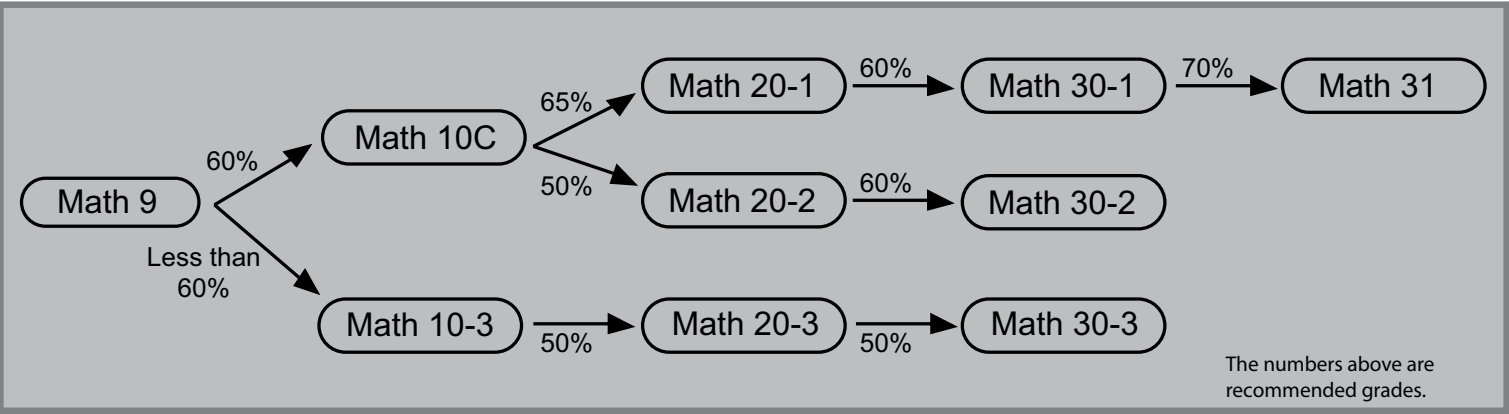 Math 9
60%
Less than
60%
Math 10C
65%
50%
Math 20-1
60%
Math 30-1
70%
Math 31
Math 20-2
60%
Math 30-2
Math 10-3
50%
Math 20-3
50%
Math 30-3
The numbers above are
recommended grades.